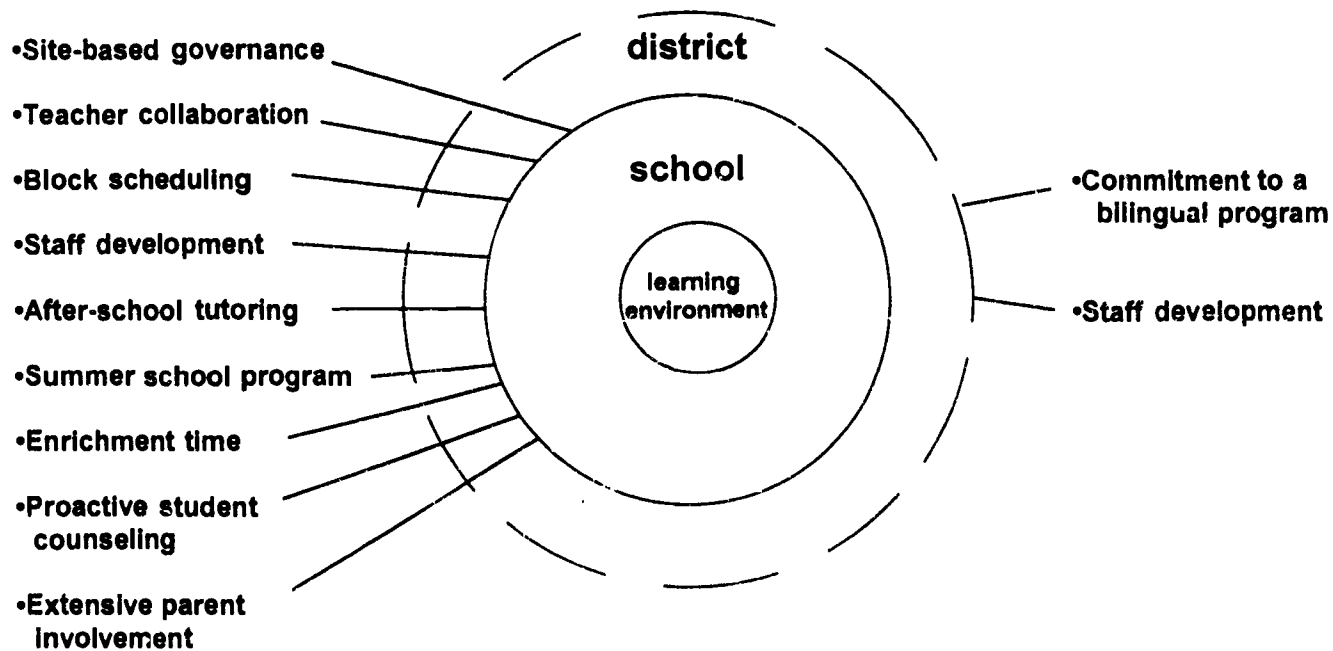 •Site-based governance
•Teacher collaboration
•Block scheduling
•Staff development
•After-school tutoring
•Summer school program
•Enrichment time
•Proactive student
counseling
•Extensive parent
involvement
district
school
learning
environment
•Commitment to a
bilingual program
•Staff development